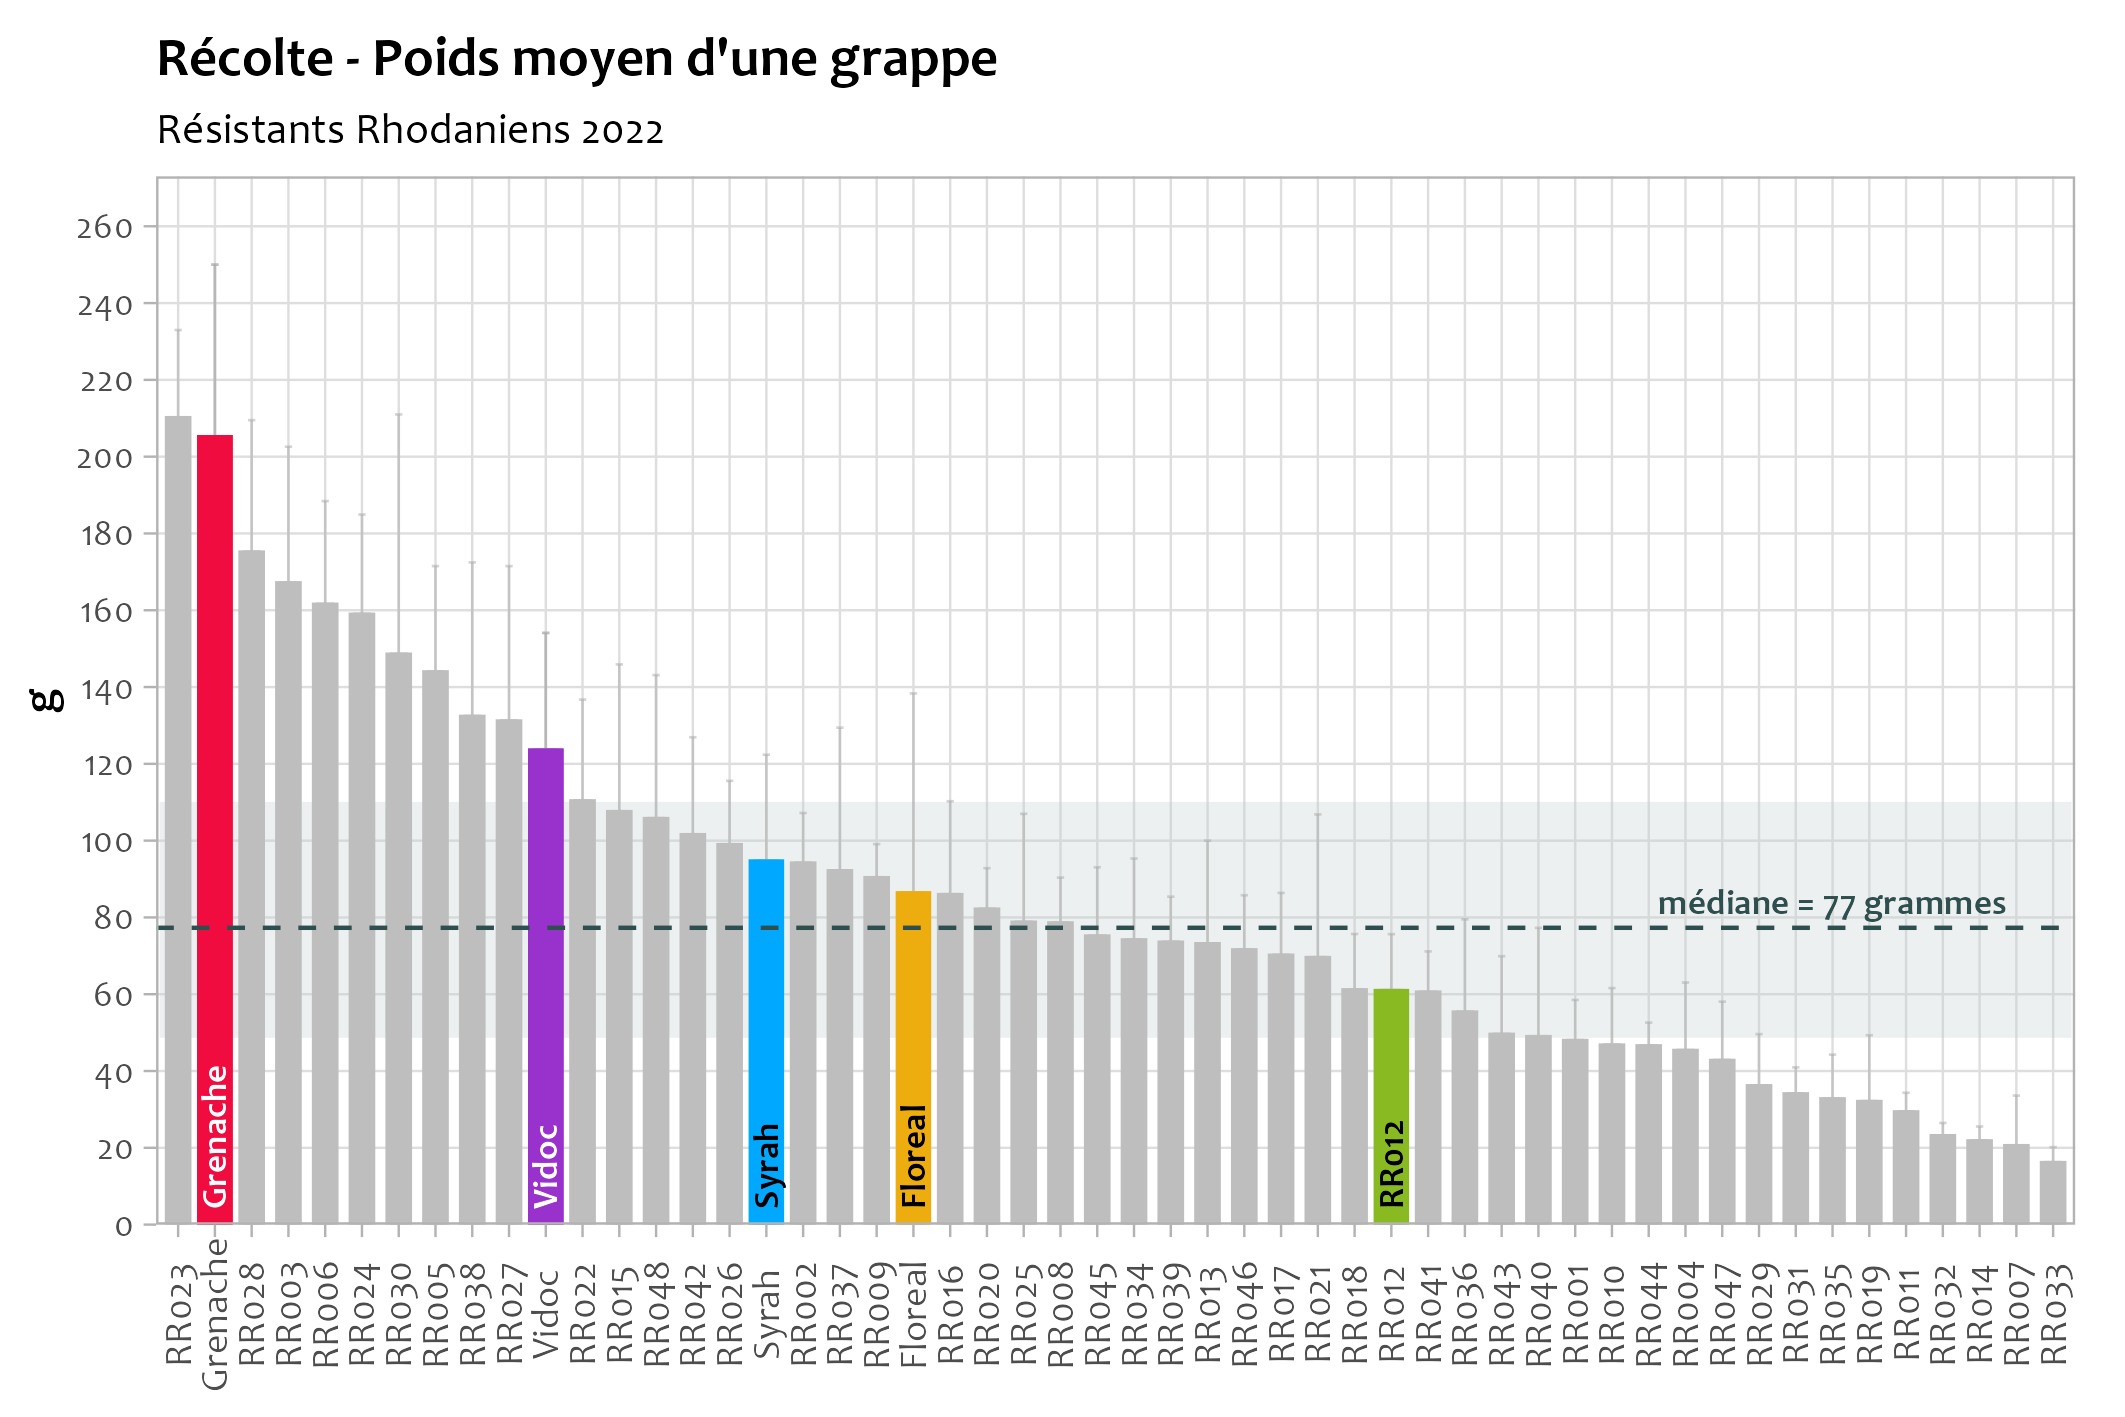 Récolte - Poids moyen d'une grappe
Résistants Rhodaniens 2022
260
240
220
200
180
160
140
120
100
80
60
40
20
0
g
médiane = 77 grammes
Grenache
Vidoc
Syrah
Floreal
RR012
RR023
Grenache
RR028
RR003
RR006
RR024
RR030
RR005
RR038
RR027
Vidoc
RR022
RR015
RR048
RR042
RR026
Syrah
RR002
RR037
RR009
Floreal
RR016
RR020
RR025
RR008
RR045
RR034
RR039
RR013
RR046
RR017
RR021
RR018
RR012
RR041
RR036
RR043
RR040
RR001
RR010
RR044
RR004
RR047
RR029
RR031
RR035
RR019
RR011
RR032
RR014
RR007
RR033